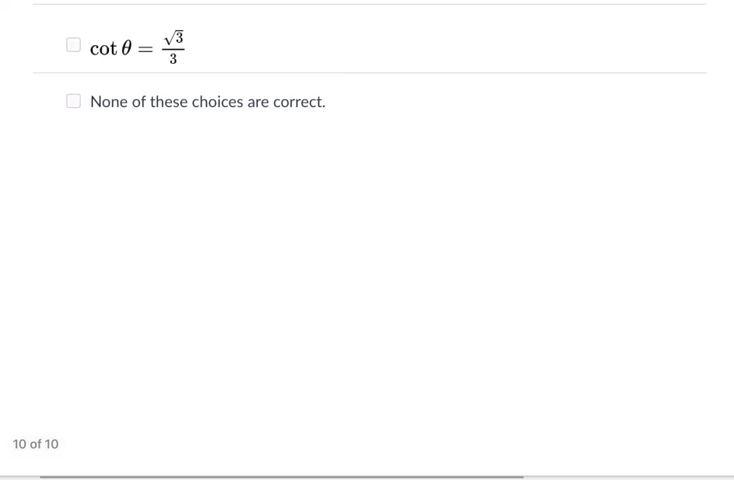 cot θ = √3/3
None of these choices are correct.
10 of 10